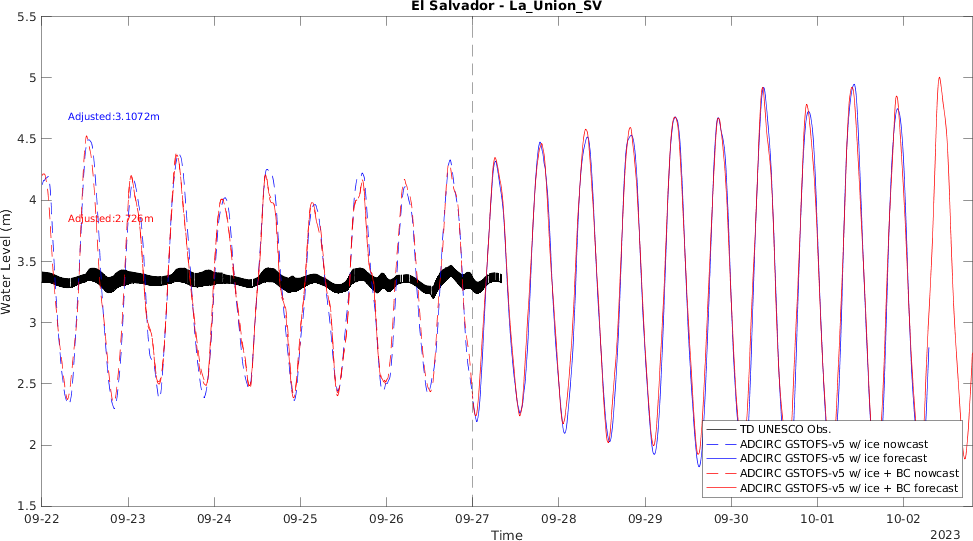 El Salvador - La_Union_SV
5.5
5
4.5
4
3.5
3
2.5
2
1.5
Water Level (m)
Adjusted:3.1072m
Adjusted:2.726m
TD UNESCO Obs.
ADCIRC GSTOFS-v5 w/ ice nowcast
ADCIRC GSTOFS-v5 w/ ice forecast
ADCIRC GSTOFS-v5 w/ ice + BC nowcast
ADCIRC GSTOFS-v5 w/ ice + BC forecast
09-22 09-23 09-24 09-25 09-26 09-27 09-28 09-29 09-30 10-01 10-02
Time
2023